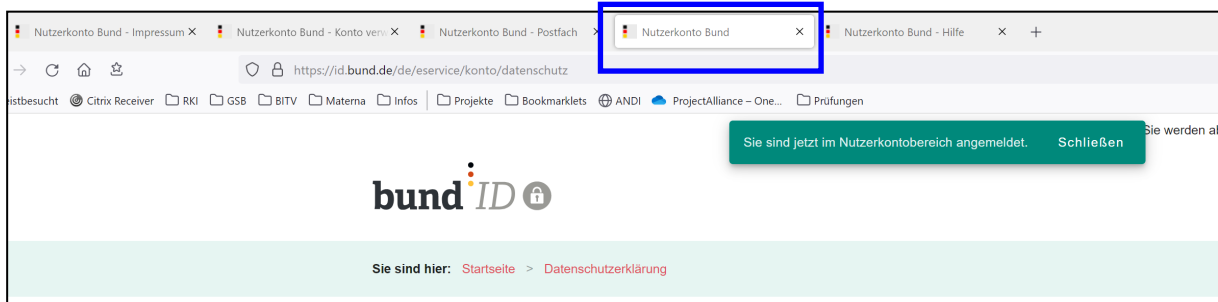 Nutzerkonto Bund - Impressum Nutzerkonto Bund - Konto verw Nutzerkonto Bund - Postfach Nutzerkonto Bund Nutzerkonto Bund - Hilfe
https://id.bund.de/de/eservice/konto/datenschutz
eistbesucht Citrix Receiver RKI GSB BITV Materna Infos Projekte Bookmarklets ANDI ProjectAlliance – One... Prüfungen
Sie werden al
Sie sind jetzt im Nutzerkontobereich angemeldet. Schließen
bund ID
Sie sind hier: Startseite > Datenschutzerklärung